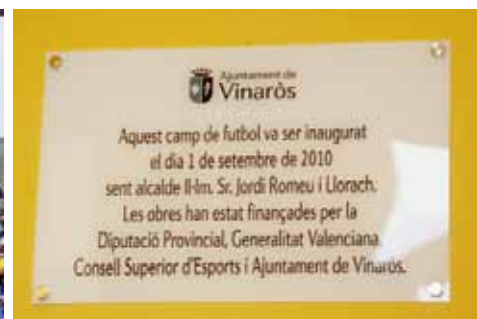 Ajuntament de
Vinaròs
Aquest camp de futbol va ser inaugurat
el dia 1 de setembre de 2010
sent alcalde Il·lm. Sr. Jordi Romeu i Llorach.
Les obres han estat finançades per la
Diputació Provincial, Generalitat Valenciana
Consell Superior d'Esports i Ajuntament de Vinaròs.